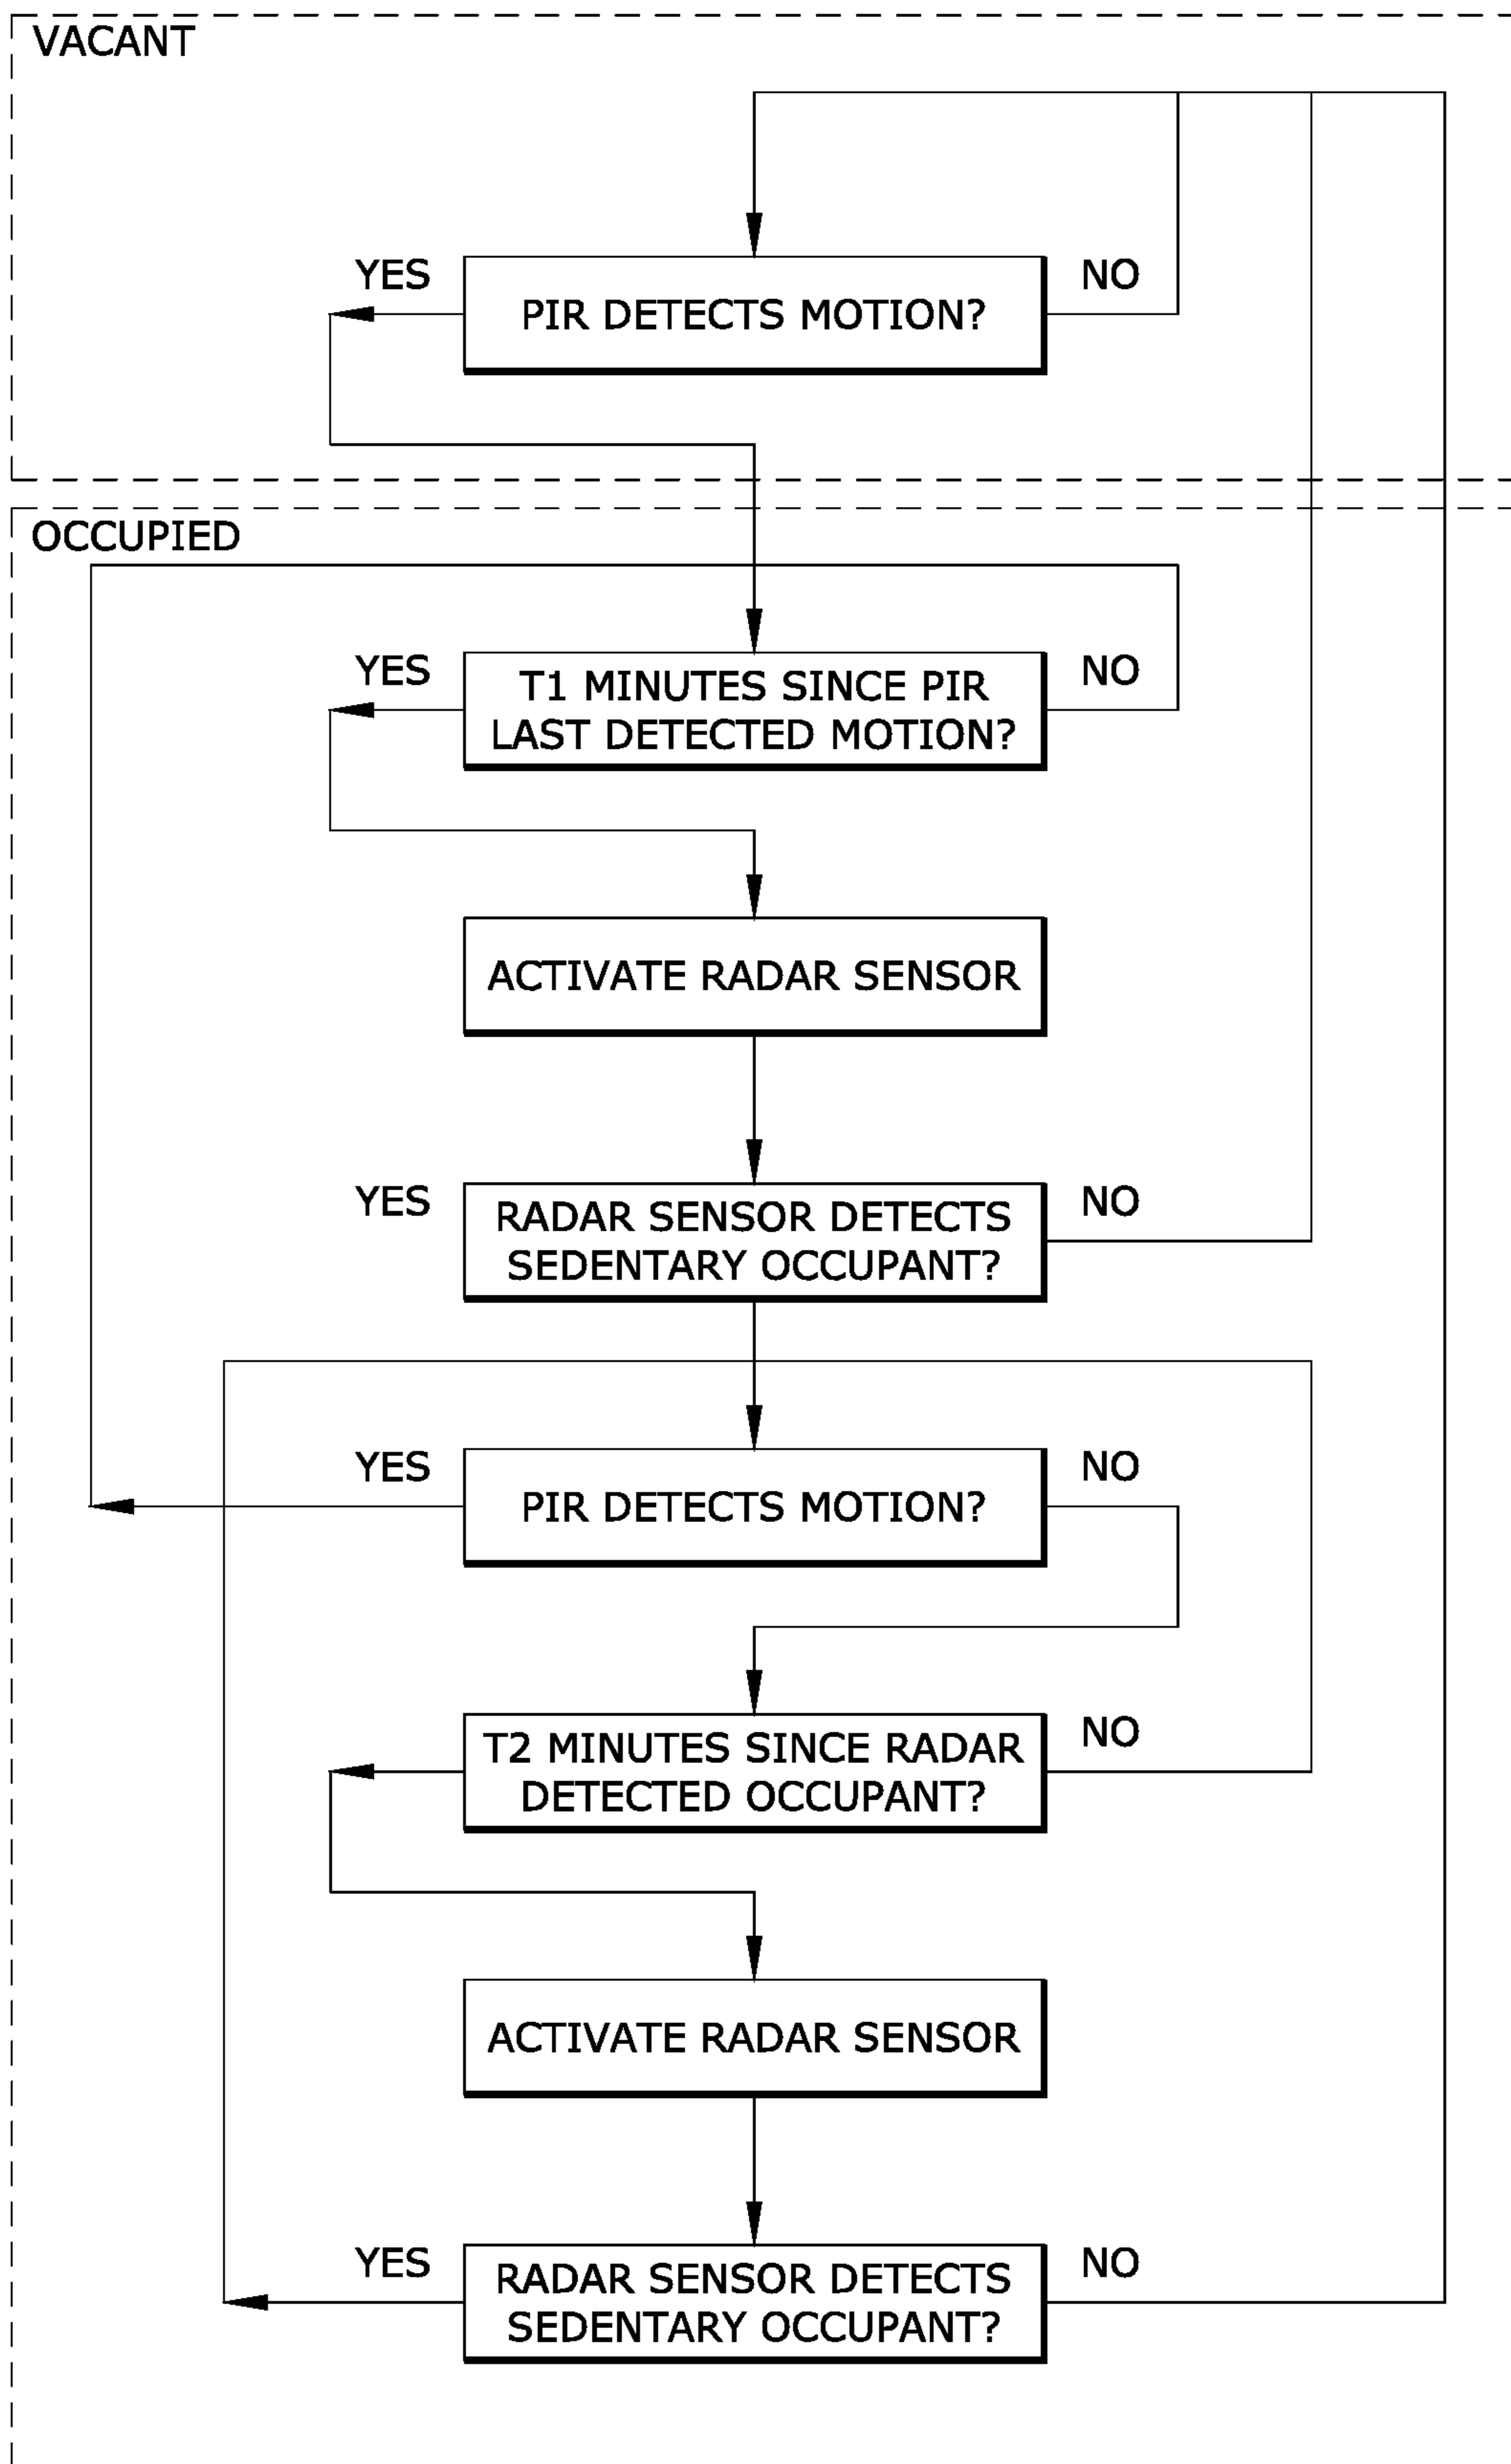 VACANT
YES
NO
PIR DETECTS MOTION?
OCCUPIED
YES
NO
T1 MINUTES SINCE PIR
LAST DETECTED MOTION?
ACTIVATE RADAR SENSOR
YES
NO
RADAR SENSOR DETECTS
SEDENTARY OCCUPANT?
YES
NO
PIR DETECTS MOTION?
NO
T2 MINUTES SINCE RADAR
DETECTED OCCUPANT?
ACTIVATE RADAR SENSOR
YES
NO
RADAR SENSOR DETECTS
SEDENTARY OCCUPANT?